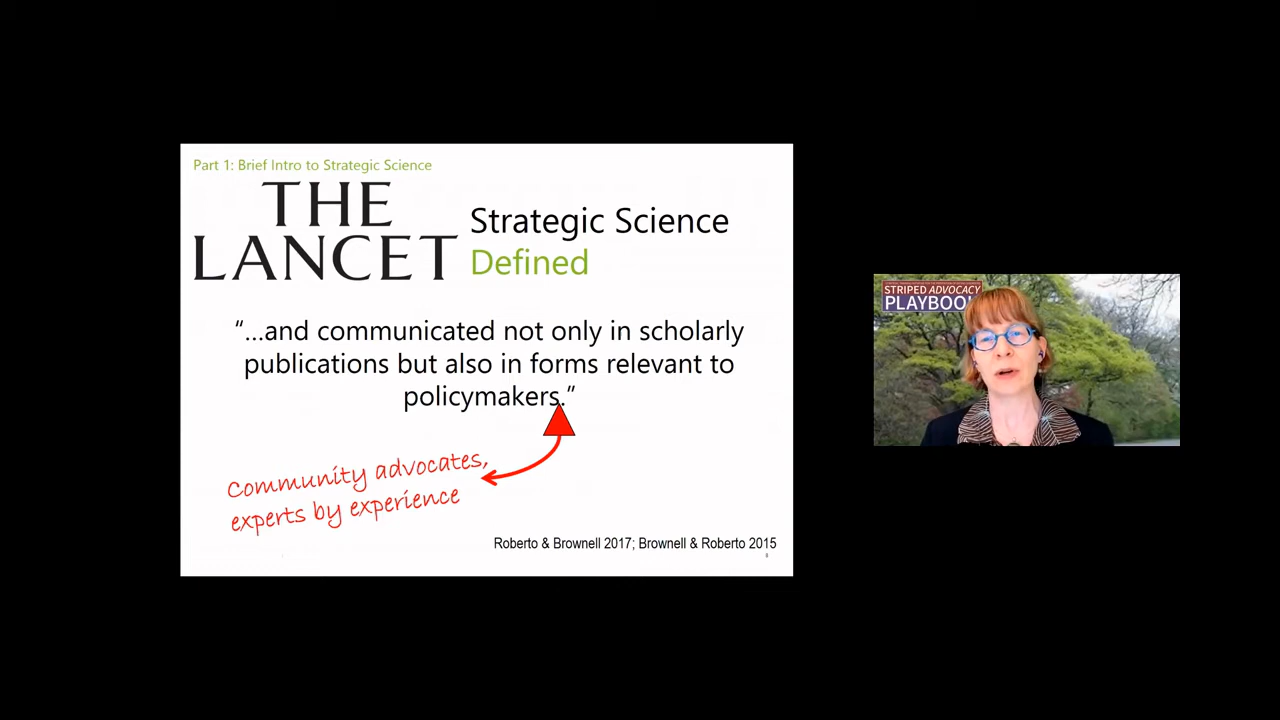 Part 1: Brief Intro to Strategic Science
THE
LANCET
Strategic Science
Defined
“...and communicated not only in scholarly
publications but also in forms relevant to
policymakers.”
Community advocates,
experts by experience
Roberto & Brownell 2017; Brownell & Roberto 2015
STRIPED ADVOCACY
PLAYBOO